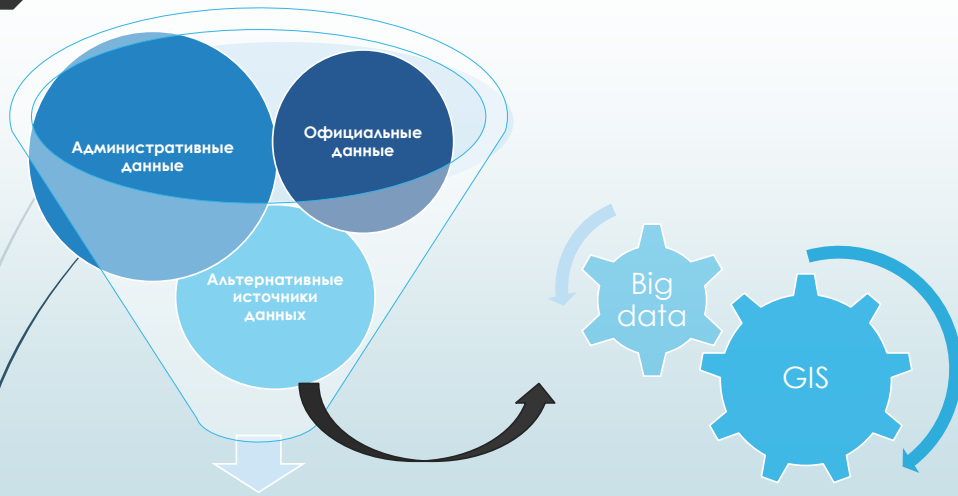 Административные
данные
Официальные
данные
Альтернативные
источники
данных
Big
data
GIS